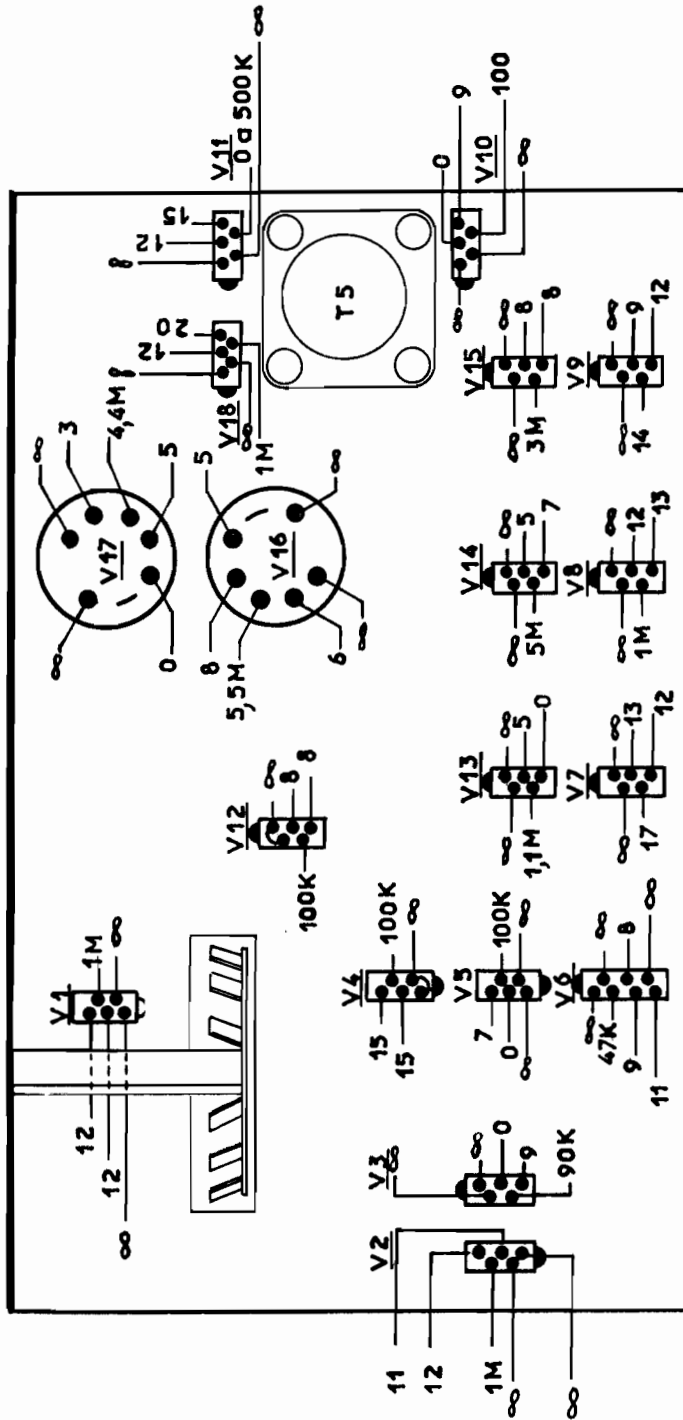 V1
12
12
∞
1M
∞
V17
∞
3
4,4M
5
∞
0
V16
5
∞
8
5,5M
6
∞
V18
∞
12
20
∞
1M
V11
∞
12
15
0 a 500K
∞
T5
V12
∞
8
8
100K
V10
0
9
100
∞
∞
V2
11
12
1M
∞
∞
V3
∞
∞
0
9
90K
V4
15
15
100K
∞
V5
7
0
∞
100K
∞
V6
∞
47K
9
11
∞
8
∞
V13
∞
5
0
∞
1,1M
V14
∞
5
7
∞
5M
V15
∞
8
8
∞
3M
V7
∞
13
12
∞
17
V8
∞
12
13
∞
1M
V9
∞
9
12
∞
14